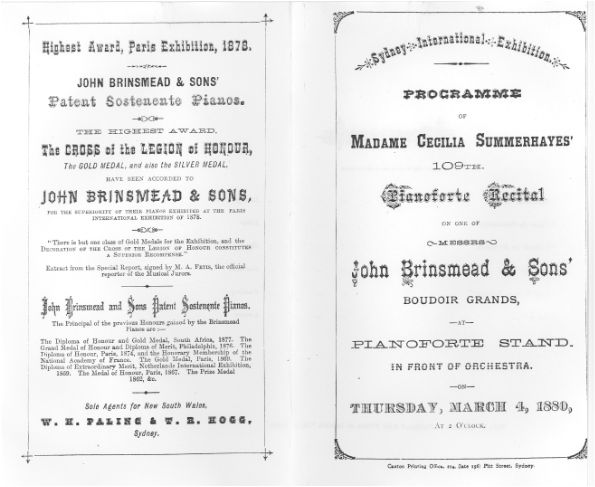 Highest Award, Paris Exhibition, 1878.
JOHN BRINSMEAD & SONS'
Patent Sostenente Pianos.
THE HIGHEST AWARD,
The CROSS of the LEGION of HONOUR,
The GOLD MEDAL, and also the SILVER MEDAL,
HAVE BEEN ACCORDED TO
JOHN BRINSMEAD & SONS,
FOR THE SUPERIORITY OF THEIR PIANOS EXHIBITED AT THE PARIS
INTERNATIONAL EXHIBITION OF 1878.
"There is but one class of Gold Medals for the Exhibition, and the
DECORATION OF THE CROSS OF THE LEGION OF HONOUR CONSTITUTES
A SUPERIOR RECOMPENSE."
Extract from the Special Report, signed by M. A. FETIS, the official
reporter of the Musical Jurors.
John Brinsmead and Sons Patent Sostenente Pianos.
The Principal of the previous Honours gained by the Brinsmead
Pianos are :—
The Diploma of Honour and Gold Medal, South Africa, 1877. The
Grand Medal of Honour and Diploma of Merit, Philadelphia, 1876. The
Diploma of Honour, Paris, 1874, and the Honorary Membership of the
National Academy of France. The Gold Medal, Paris, 1869. The
Diploma of Extraordinary Merit, Netherlands International Exhibition,
1869. The Medal of Honour, Paris, 1867. The Prize Medal
1862, &c.
Sole Agents for New South Wales,
W. H. PALING & T. R. HOGG,
Sydney.
Sydney International Exhibition.
PROGRAMME
OF
MADAME CECILIA SUMMERHAYES'
109TH.
Pianoforte Recital
ON ONE OF
MESSRS
John Brinsmead & Sons'
BOUDOIR GRANDS,
—AT—
PIANOFORTE STAND.
IN FRONT OF ORCHESTRA.
—ON—
THURSDAY, MARCH 4, 1880,
AT 2 O'CLOCK.
Caxton Printing Office, late 196 Pitt Street, Sydney.